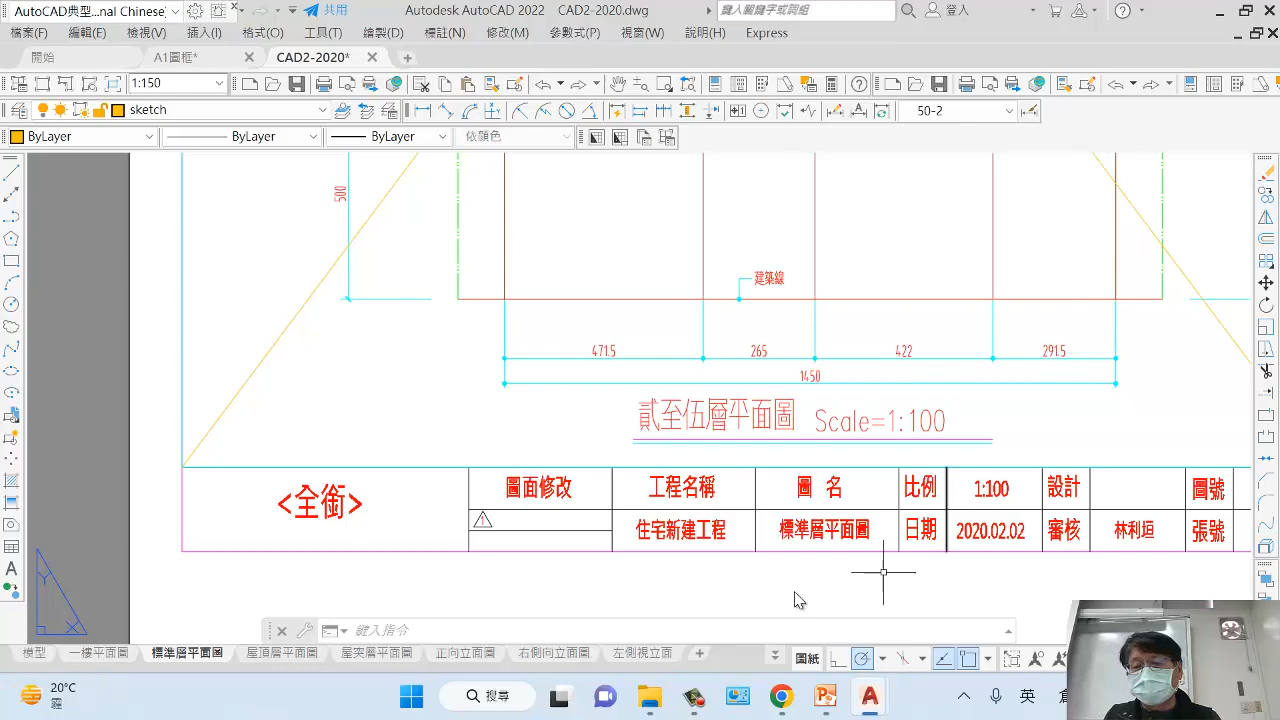 AutoCAD典型...nal Chinese
共用
Autodesk AutoCAD 2022 CAD2-2020.dwg
鍵入關鍵字或與組
登入
檔案(F) 編輯(E) 檢視(V) 插入(I) 格式(O) 工具(T) 繪製(D) 標註(N) 修改(M) 參數(P) 視窗(W) 說明(H) Express
開始 A1圖框* CAD2-2020*
1:150
sketch 50-2
ByLayer ByLayer ByLayer 依顏色
500
建築線
471.5 265 422 291.5
1450
貳至伍層平面圖 Scale=1:100
<全銜> 圖面修改 工程名稱 圖 名 比例 1:100 設計 圖號
1 住宅新建工程 標準層平面圖 日期 2020.02.02 審核 林利垣 張號
Y
X
鍵入指令
模型 一樓平面圖 標準層平面圖 屋頂層平面圖 屋突層平面圖 正向立面圖 右側向立面圖 左側視立面 圖紙
20°C
搜尋
英